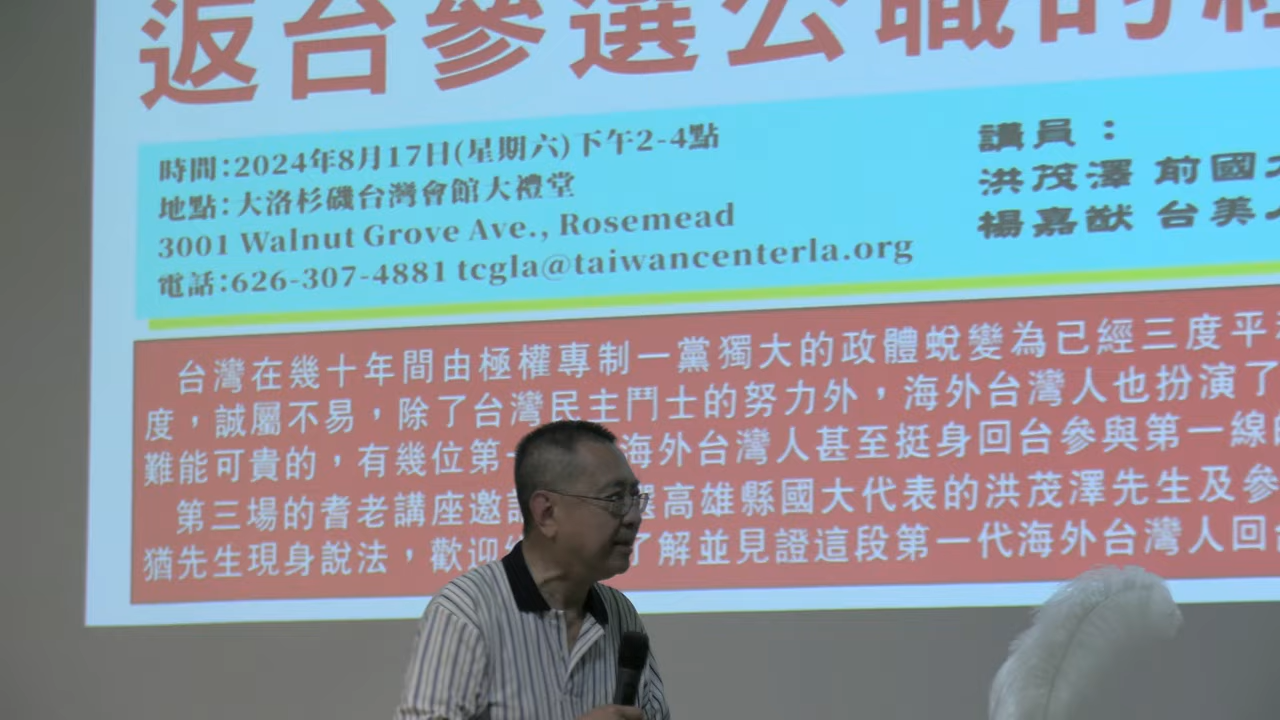 返台參選公職的
時間:2024年8月17日(星期六)下午2-4點
地點:大洛杉磯台灣會館大禮堂
3001 Walnut Grove Ave., Rosemead
電話:626-307-4881 tcgla@taiwancenterla.org
講員：
洪茂澤 前國
楊嘉猷 台美
台灣在幾十年間由極權專制一黨獨大的政體蛻變為已經三度平
度，誠屬不易，除了台灣民主鬥士的努力外，海外台灣人也扮演了
難能可貴的，有幾位第 海外台灣人甚至挺身回台參與第一線
第三場的耆老講座邀 高雄縣國大代表的洪茂澤先生及參
猶先生現身說法，歡迎 了解並見證這段第一代海外台灣人回